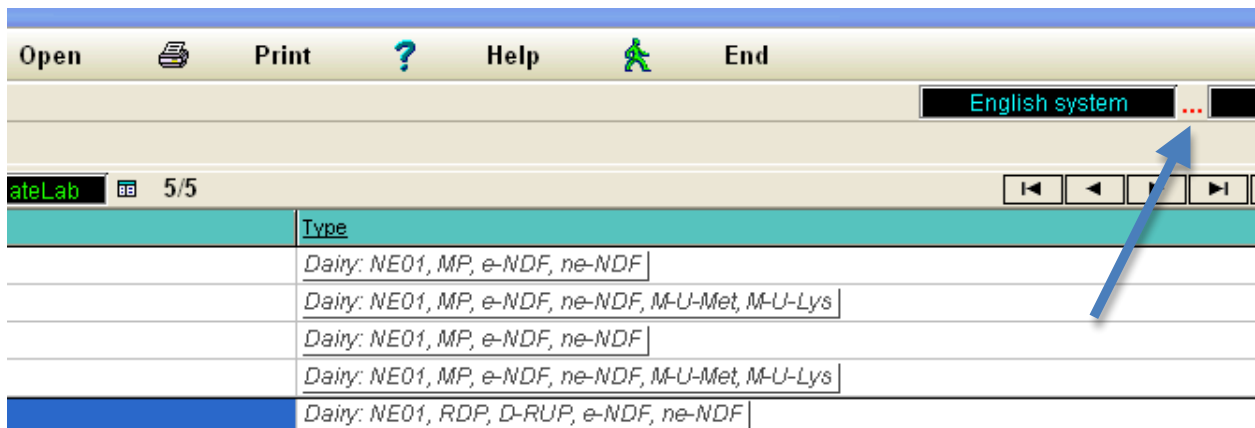 Open Print ? Help End
English system ...
ateLab 5/5
Type
Dairy: NE01, MP, e-NDF, ne-NDF
Dairy: NE01, MP, e-NDF, ne-NDF, M-U-Met, M-U-Lys
Dairy: NE01, MP, e-NDF, ne-NDF
Dairy: NE01, MP, e-NDF, ne-NDF, M-U-Met, M-U-Lys
Dairy: NE01, RDP, D-RUP, e-NDF, ne-NDF